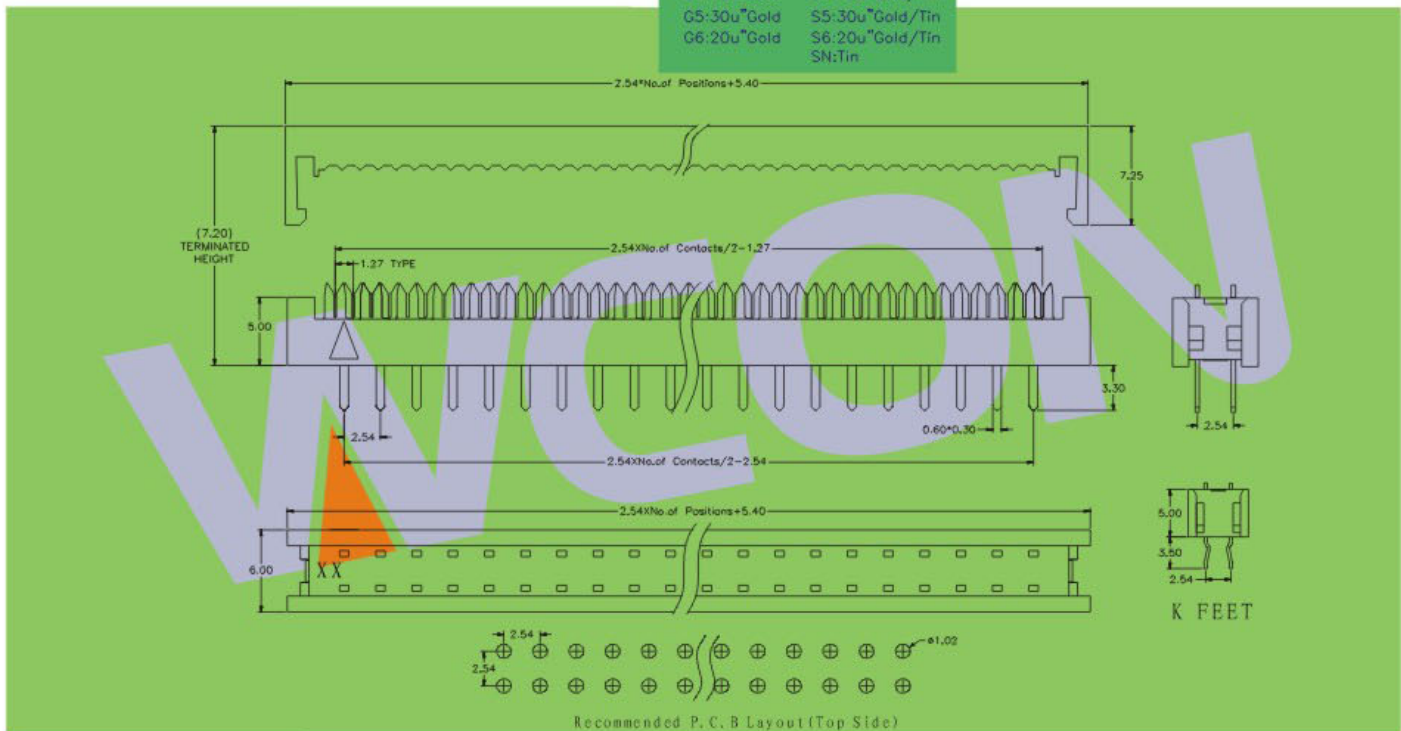 G5:30u"Gold S5:30u"Gold/Tin
G6:20u"Gold S6:20u"Gold/Tin
SN:Tin
2.54*No.of Positions+5.40
7.25
(7.20)
TERMINATED
HEIGHT
2.54XNo.of Contacts/2-1.27
1.27 TYPE
5.00
3.30
2.54
0.60*0.30
2.54
2.54XNo.of Contacts/2-2.54
2.54XNo.of Positions+5.40
6.00
XX
5.00
3.50
2.54
K FEET
2.54
ø1.02
2.54
Recommended P.C.B Layout(Top Side)
WCON